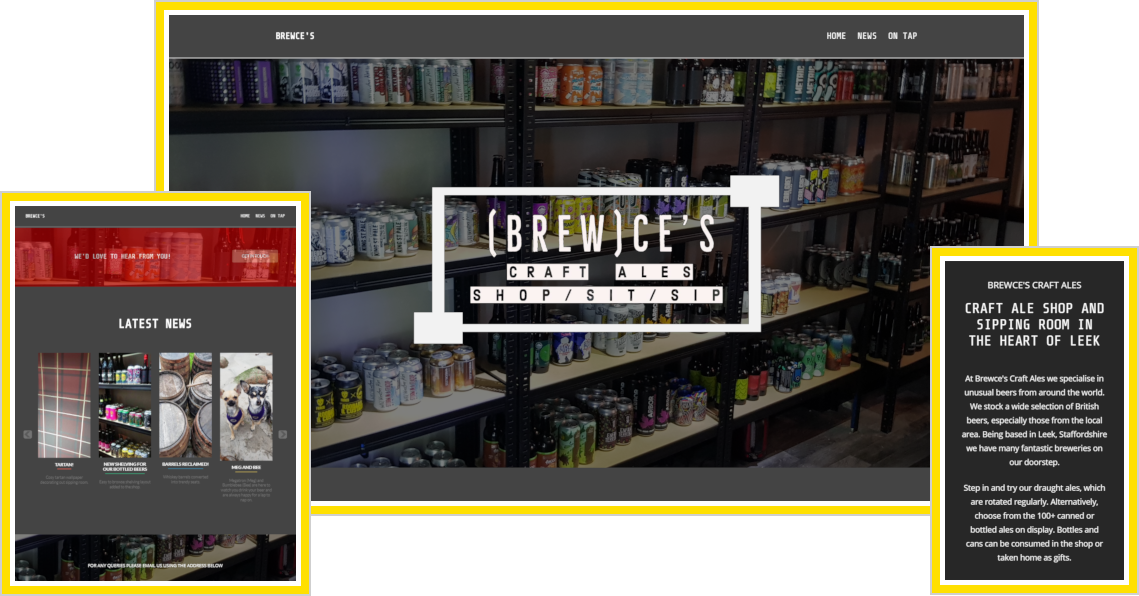 BREWCE'S
HOME NEWS ON TAP
(BREW)CE'S
CRAFT ALES
SHOP/SIT/SIP
BREWCE'S
HOME NEWS ON TAP
WE'D LOVE TO HEAR FROM YOU!
LATEST NEWS
TARTAN!
NEW SHELVING FOR
OUR BOTTLED BEERS
BARRELS RECLAIMED!
MEG AND BEE
FOR ANY QUERIES PLEASE EMAIL US USING THE ADDRESS BELOW
BREWCE'S CRAFT ALES
CRAFT ALE SHOP AND
SIPPING ROOM IN
THE HEART OF LEEK
At Brewce's Craft Ales we specialise in
unusual beers from around the world.
We stock a wide selection of British
beers, especially those from the local
area. Being based in Leek, Staffordshire
we have many fantastic breweries on
our doorstep.
Step in and try our draught ales, which
are rotated regularly. Alternatively,
choose from the 100+ canned or
bottled ales on display. Bottles and
cans can be consumed in the shop or
taken home as gifts.